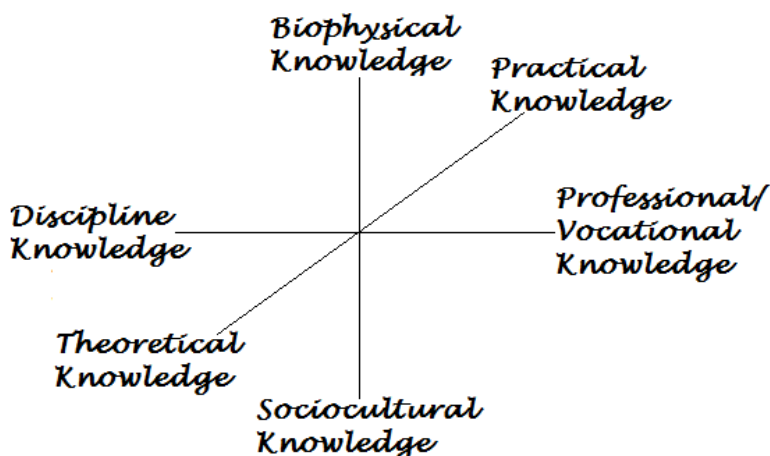 Biophysical
Knowledge
Practical
Knowledge
Discipline
Knowledge
Professional/
Vocational
Knowledge
Theoretical
Knowledge
Sociocultural
Knowledge